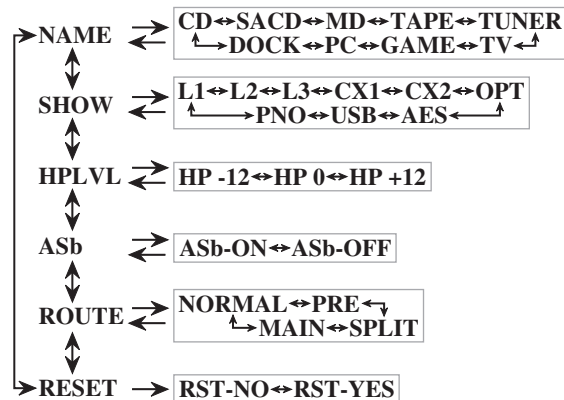 NAME
CD↔SACD↔MD↔TAPE↔TUNER
DOCK↔PC↔GAME↔TV
SHOW
L1↔L2↔L3↔CX1↔CX2↔OPT
PNO↔USB↔AES
HPLVL
HP -12↔HP 0↔HP +12
ASb
ASb-ON↔ASb-OFF
ROUTE
NORMAL↔PRE
MAIN↔SPLIT
RESET
RST-NO↔RST-YES